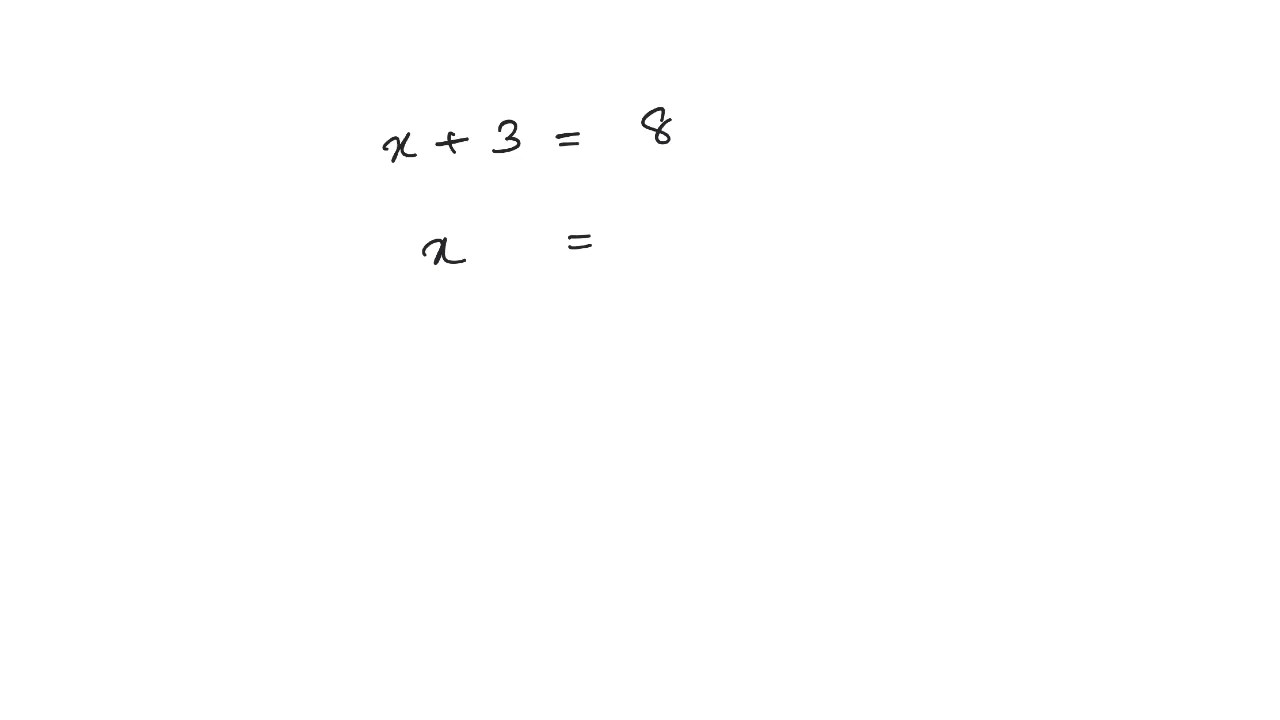 x + 3 = 8
x =